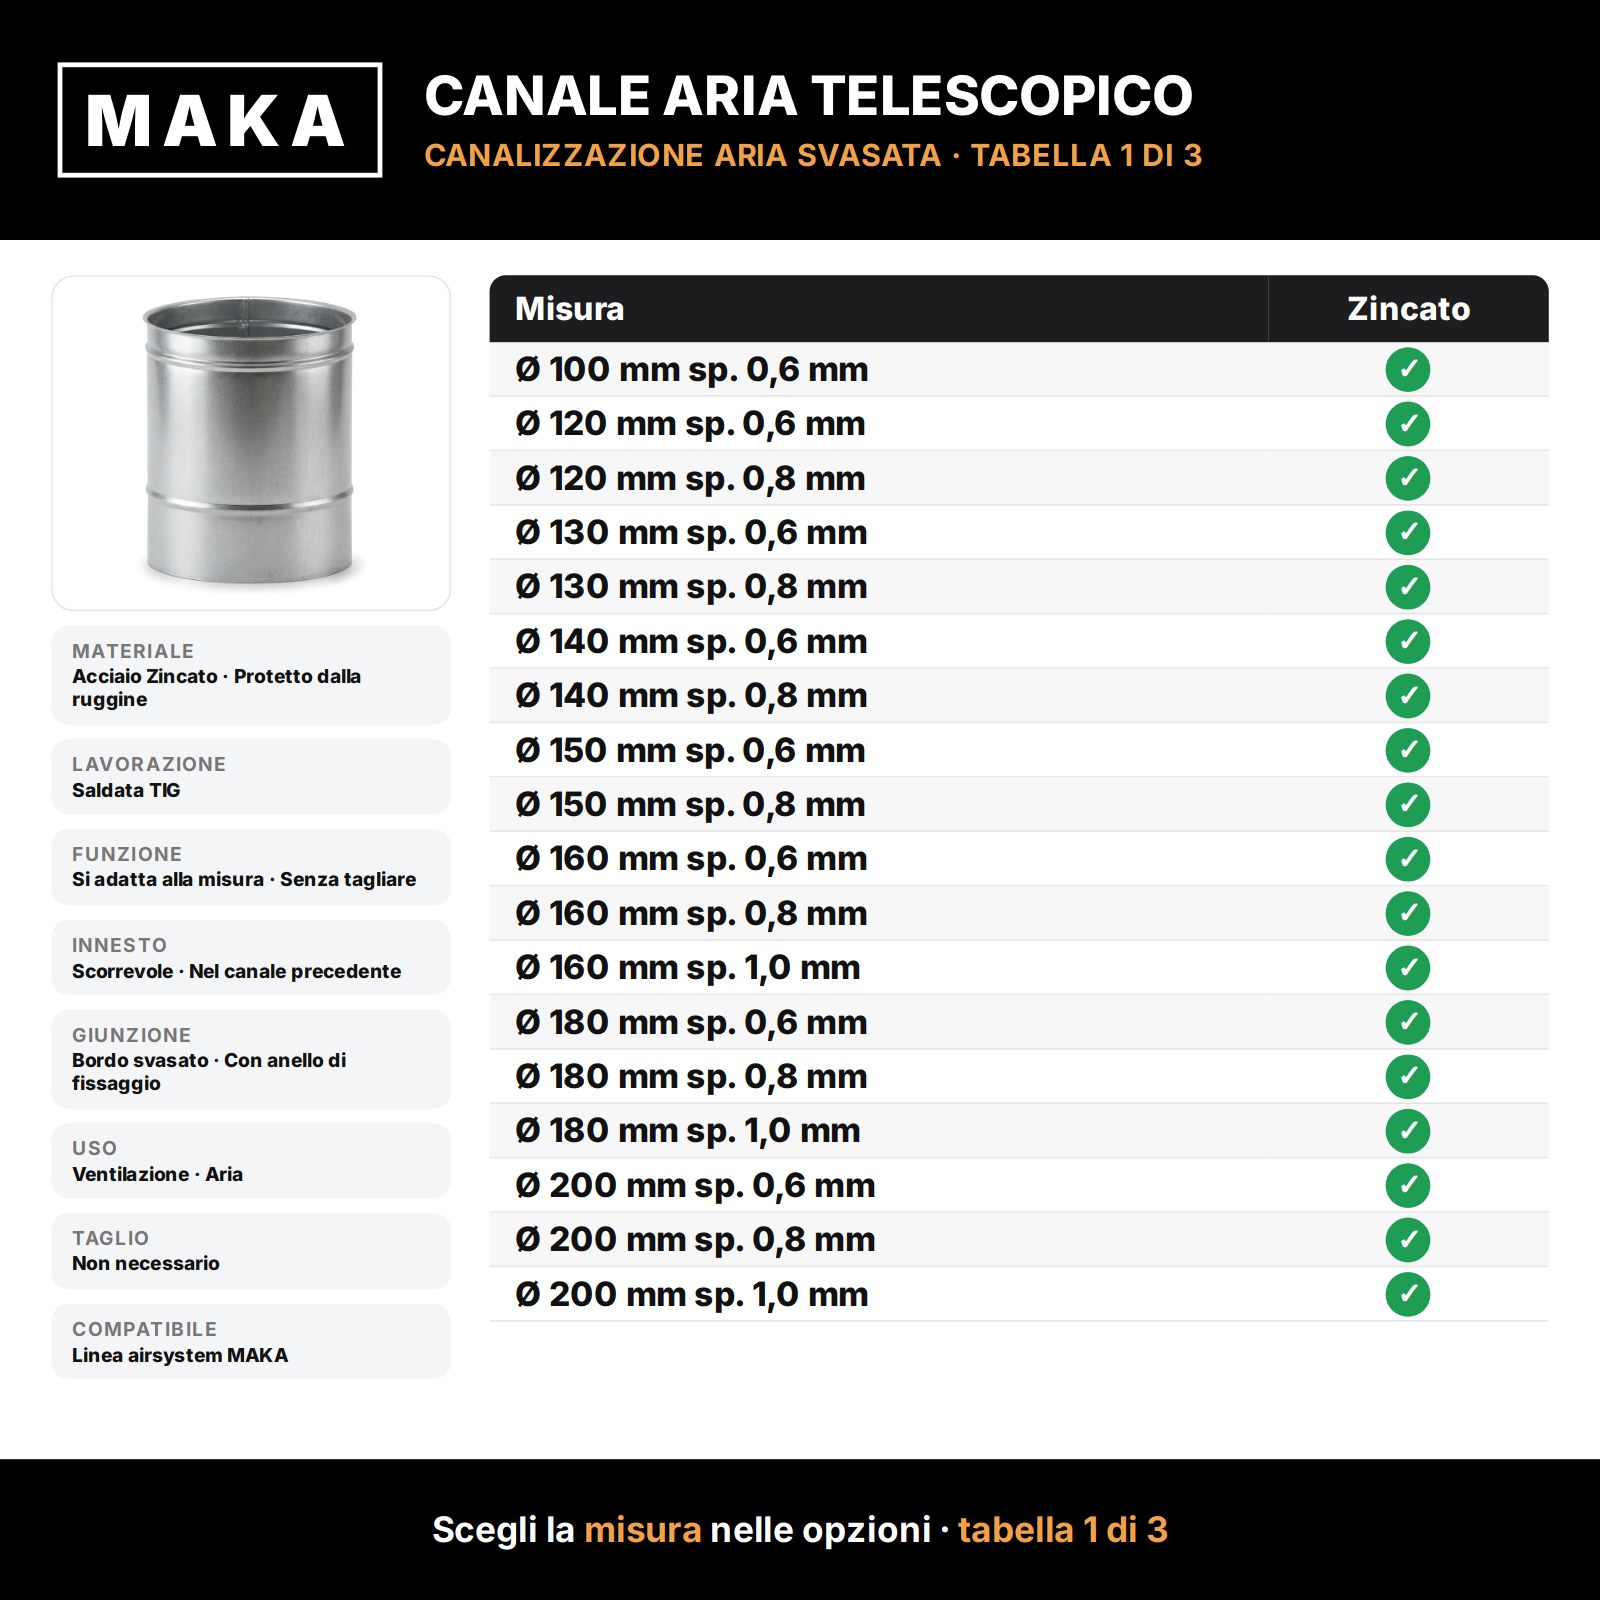 MAKA
CANALE ARIA TELESCOPICO
CANALIZZAZIONE ARIA SVASATA · TABELLA 1 DI 3
MATERIALE
Acciaio Zincato · Protetto dalla
ruggine
LAVORAZIONE
Saldata TIG
FUNZIONE
Si adatta alla misura · Senza tagliare
INNESTO
Scorrevole · Nel canale precedente
GIUNZIONE
Bordo svasato · Con anello di
fissaggio
USO
Ventilazione · Aria
TAGLIO
Non necessario
COMPATIBILE
Linea airsystem MAKA
Misura Zincato
Ø 100 mm sp. 0,6 mm ✓
Ø 120 mm sp. 0,6 mm ✓
Ø 120 mm sp. 0,8 mm ✓
Ø 130 mm sp. 0,6 mm ✓
Ø 130 mm sp. 0,8 mm ✓
Ø 140 mm sp. 0,6 mm ✓
Ø 140 mm sp. 0,8 mm ✓
Ø 150 mm sp. 0,6 mm ✓
Ø 150 mm sp. 0,8 mm ✓
Ø 160 mm sp. 0,6 mm ✓
Ø 160 mm sp. 0,8 mm ✓
Ø 160 mm sp. 1,0 mm ✓
Ø 180 mm sp. 0,6 mm ✓
Ø 180 mm sp. 0,8 mm ✓
Ø 180 mm sp. 1,0 mm ✓
Ø 200 mm sp. 0,6 mm ✓
Ø 200 mm sp. 0,8 mm ✓
Ø 200 mm sp. 1,0 mm ✓
Scegli la misura nelle opzioni · tabella 1 di 3